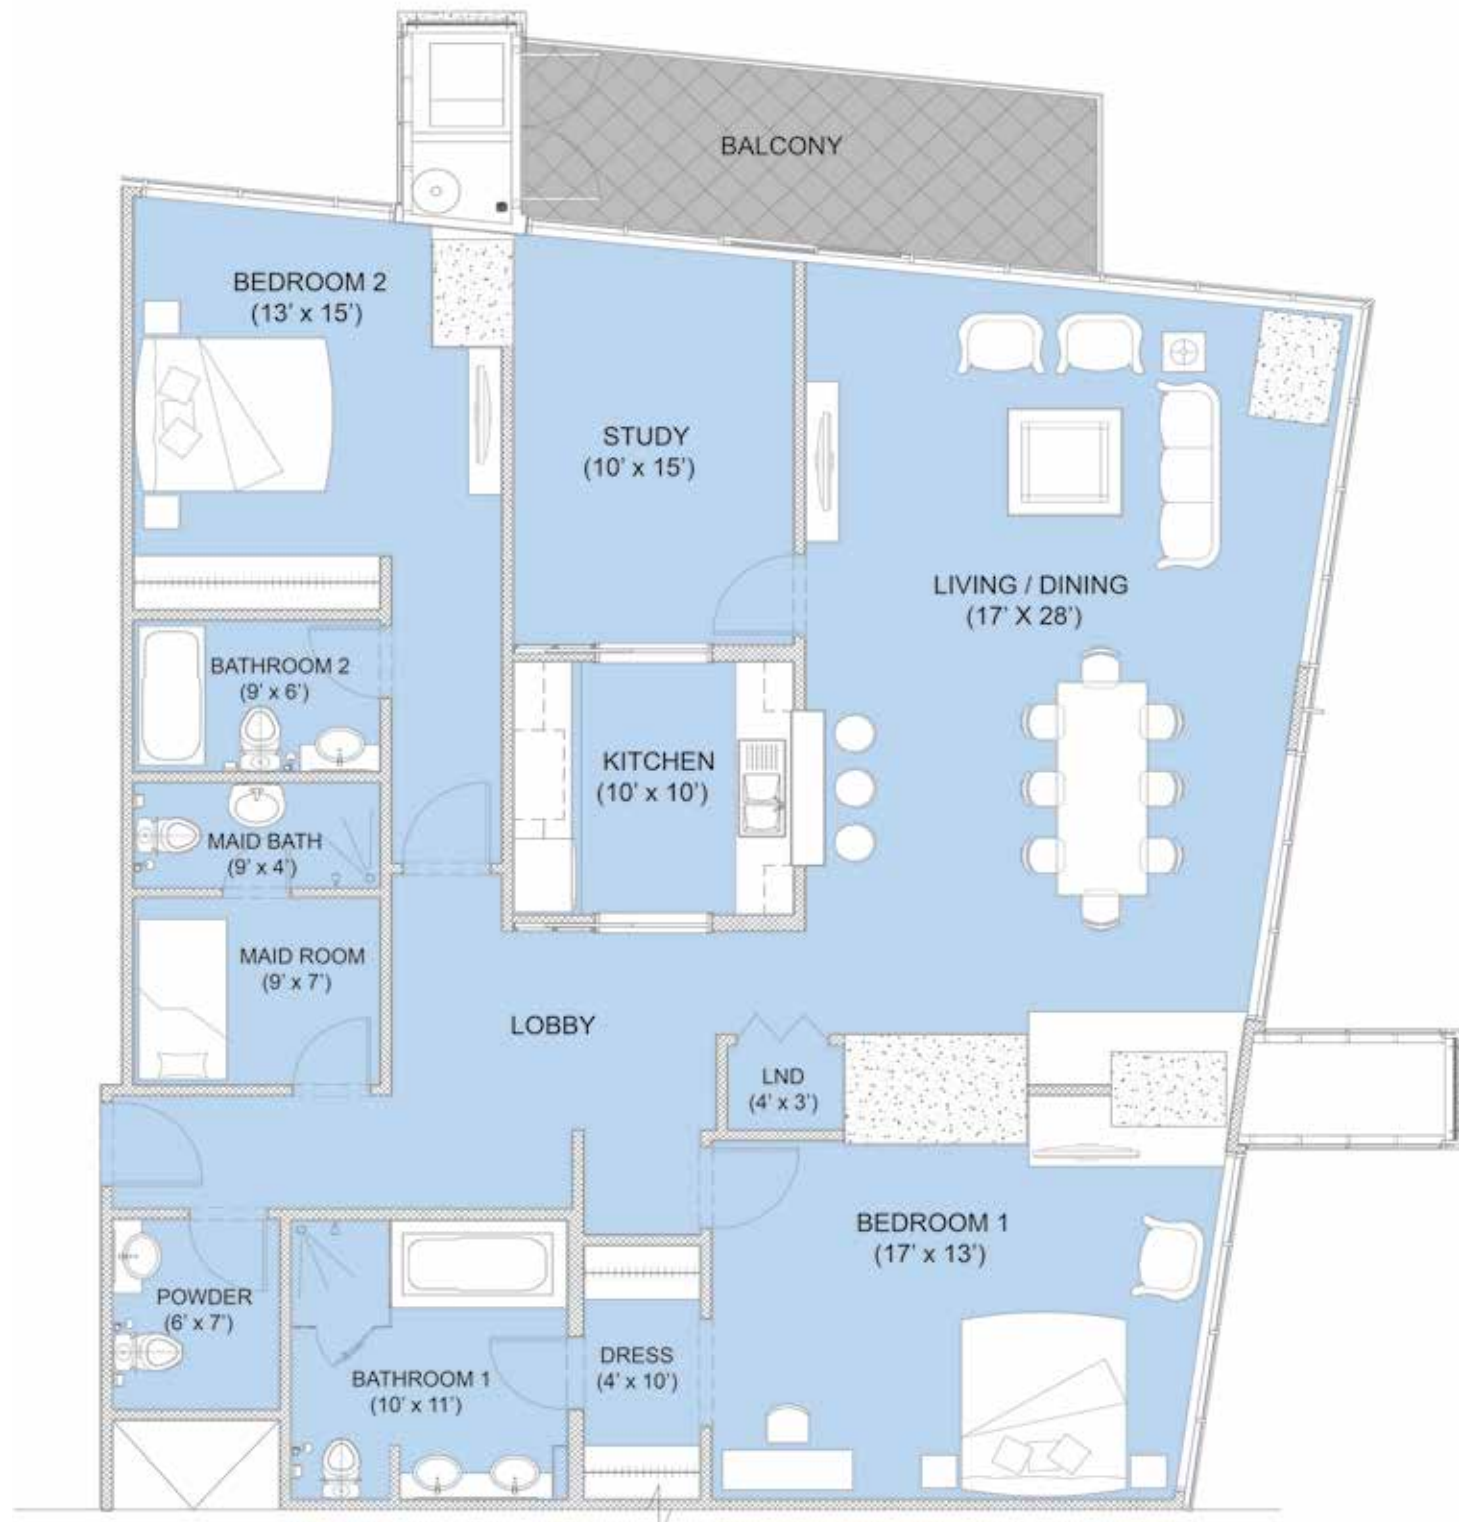 BALCONY
BEDROOM 2
(13' x 15')
STUDY
(10' x 15')
LIVING / DINING
(17' X 28')
BATHROOM 2
(9' x 6')
KITCHEN
(10' x 10')
MAID BATH
(9' x 4')
MAID ROOM
(9' x 7')
LOBBY
LND
(4' x 3')
BEDROOM 1
(17' x 13')
POWDER
(6' x 7')
DRESS
(4' x 10')
BATHROOM 1
(10' x 11')